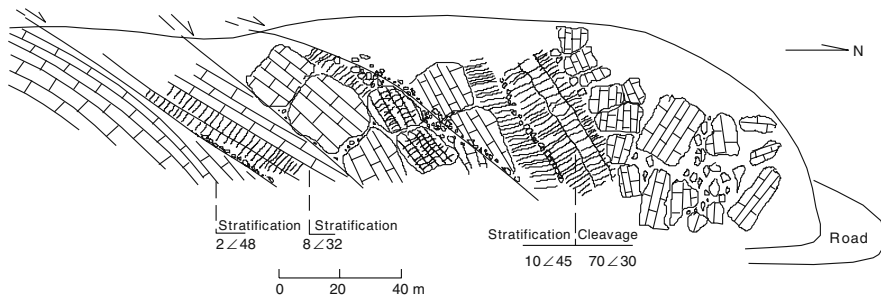 N
Stratification Stratification
2∠48 8∠32
Stratification Cleavage
10∠45 70∠30
Road
0 20 40 m